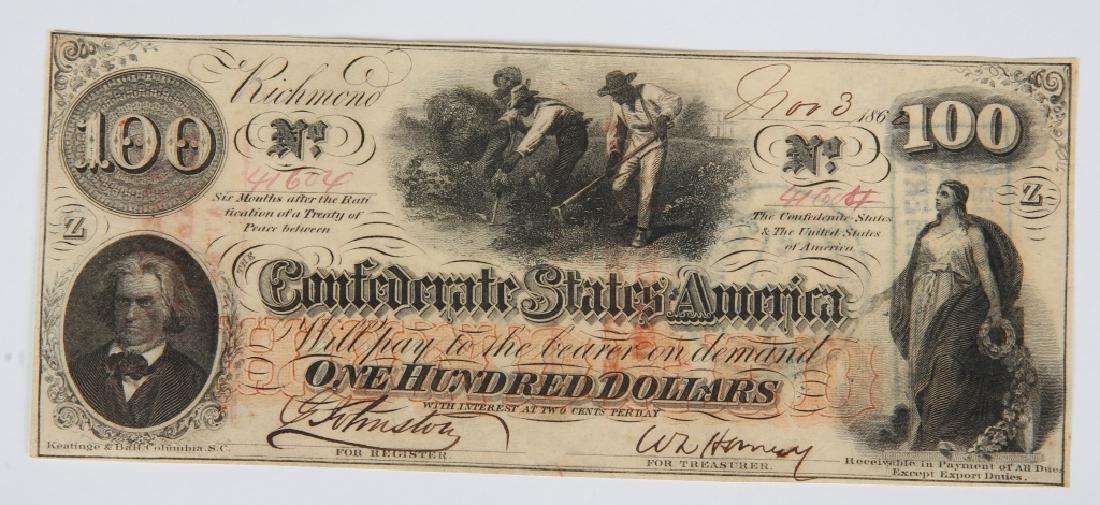 Richmond
Nov 3 1862
100
100
No.
No.
41604
41604
Six Months after the Rati
fication of a Treaty of
Peace between
The Confederate States
& The United States
of America
Z
Z
THE
Confederate States America
Will pay to the bearer on demand
ONE HUNDRED DOLLARS
WITH INTEREST AT TWO CENTS PER DAY
FOR REGISTER
FOR TREASURER.
Keatinge & Ball, Columbia, S.C.
Receivable in Payment of All Dues
Except Export Duties.